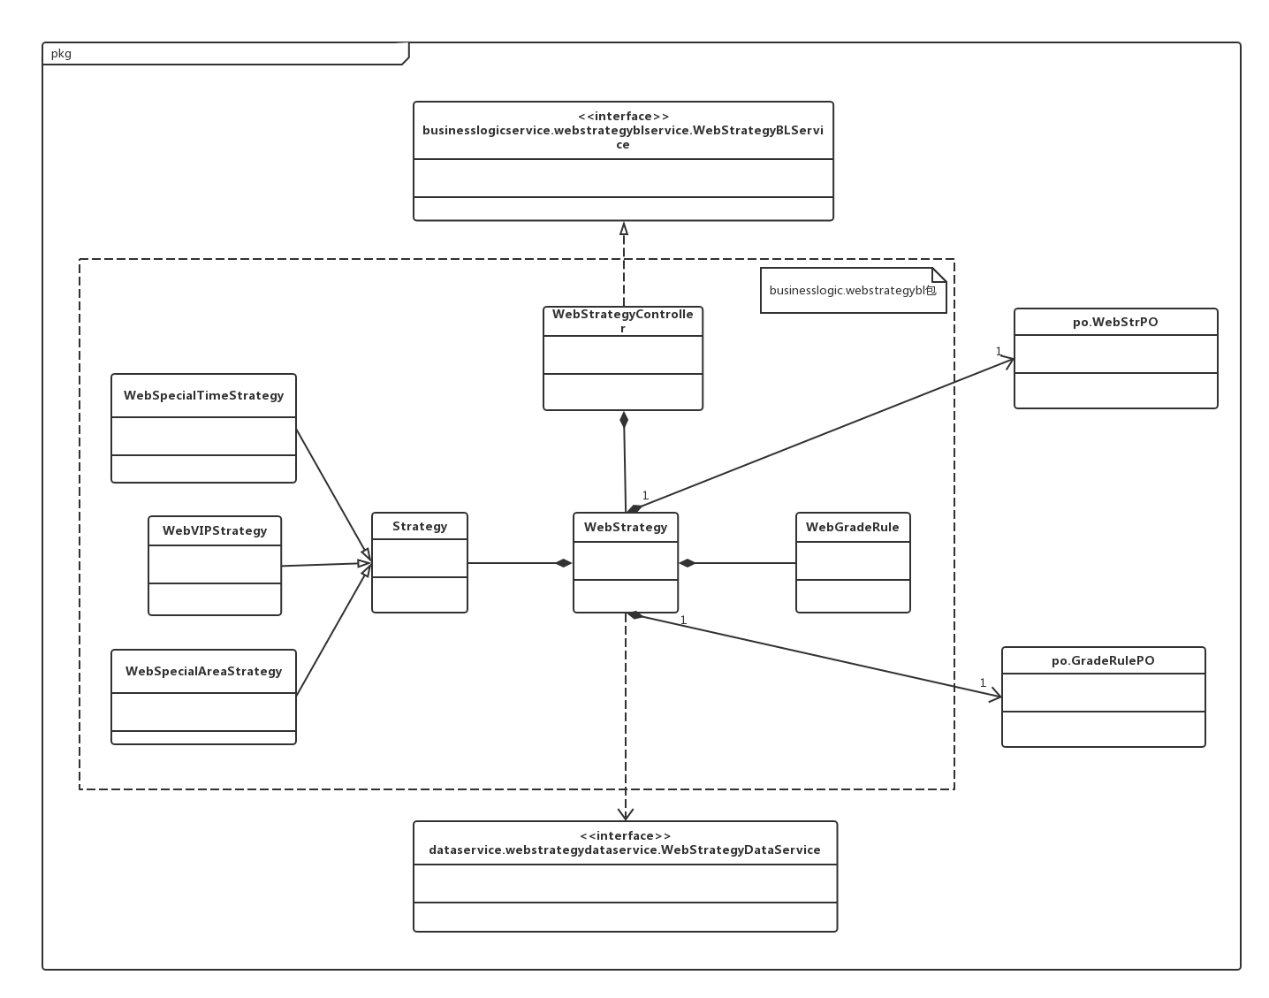 pkg
<<interface>>
businesslogicservice.webstrategyblservice.WebStrategyBLServi
ce
businesslogic.webstrategybl包
WebStrategyControlle
r
po.WebStrPO
1
WebSpecialTimeStrategy
1
WebVIPStrategy
Strategy
WebStrategy
WebGradeRule
1
WebSpecialAreaStrategy
po.GradeRulePO
1
<<interface>>
dataservice.webstrategydataservice.WebStrategyDataService